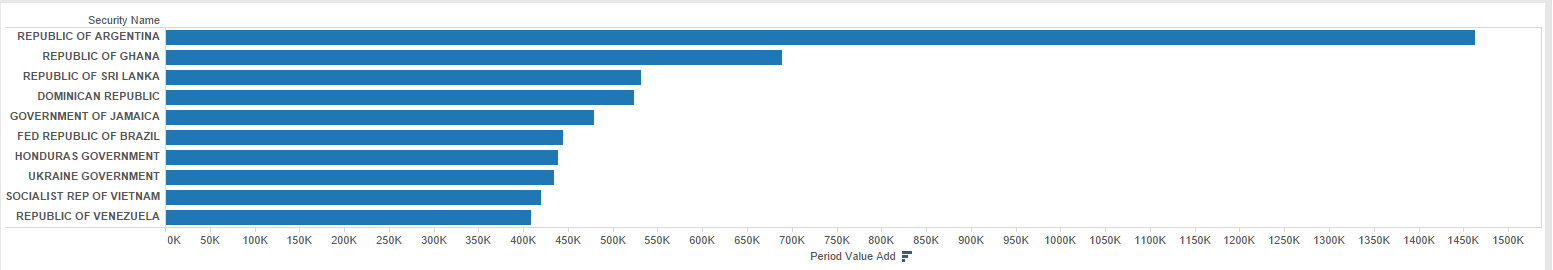 Security Name
REPUBLIC OF ARGENTINA
REPUBLIC OF GHANA
REPUBLIC OF SRI LANKA
DOMINICAN REPUBLIC
GOVERNMENT OF JAMAICA
FED REPUBLIC OF BRAZIL
HONDURAS GOVERNMENT
UKRAINE GOVERNMENT
SOCIALIST REP OF VIETNAM
REPUBLIC OF VENEZUELA
0K 50K 100K 150K 200K 250K 300K 350K 400K 450K 500K 550K 600K 650K 700K 750K 800K 850K 900K 950K 1000K 1050K 1100K 1150K 1200K 1250K 1300K 1350K 1400K 1450K 1500K
Period Value Add